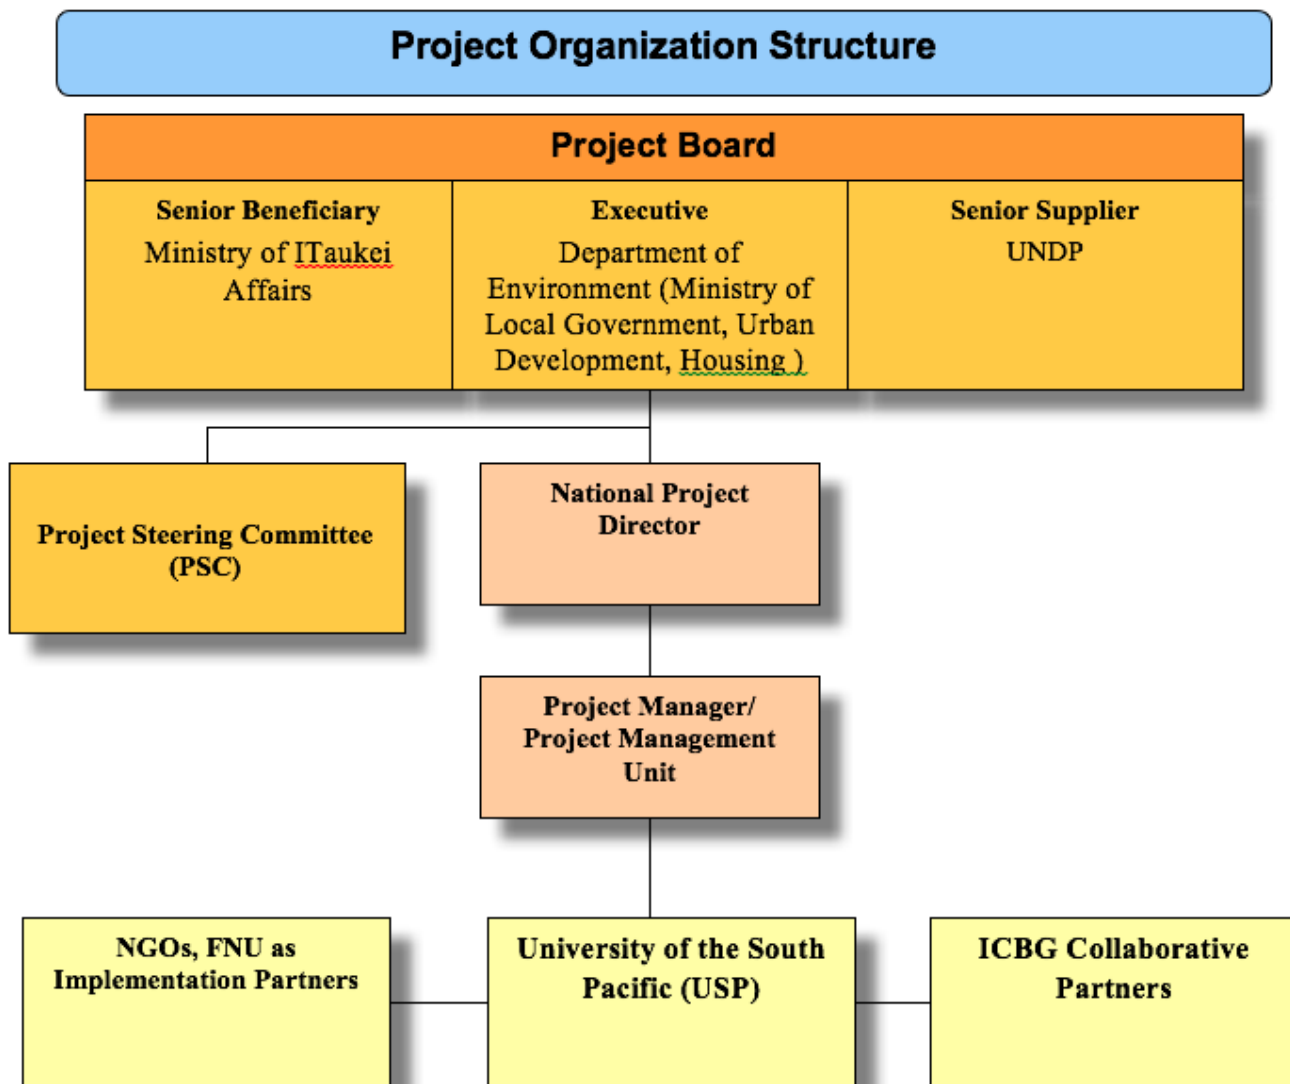 Project Organization Structure
Project Board
Senior Beneficiary
Ministry of ITaukei
Affairs
Executive
Department of
Environment (Ministry of
Local Government, Urban
Development, Housing )
Senior Supplier
UNDP
Project Steering Committee
(PSC)
National Project
Director
Project Manager/
Project Management
Unit
NGOs, FNU as
Implementation Partners
University of the South
Pacific (USP)
ICBG Collaborative
Partners